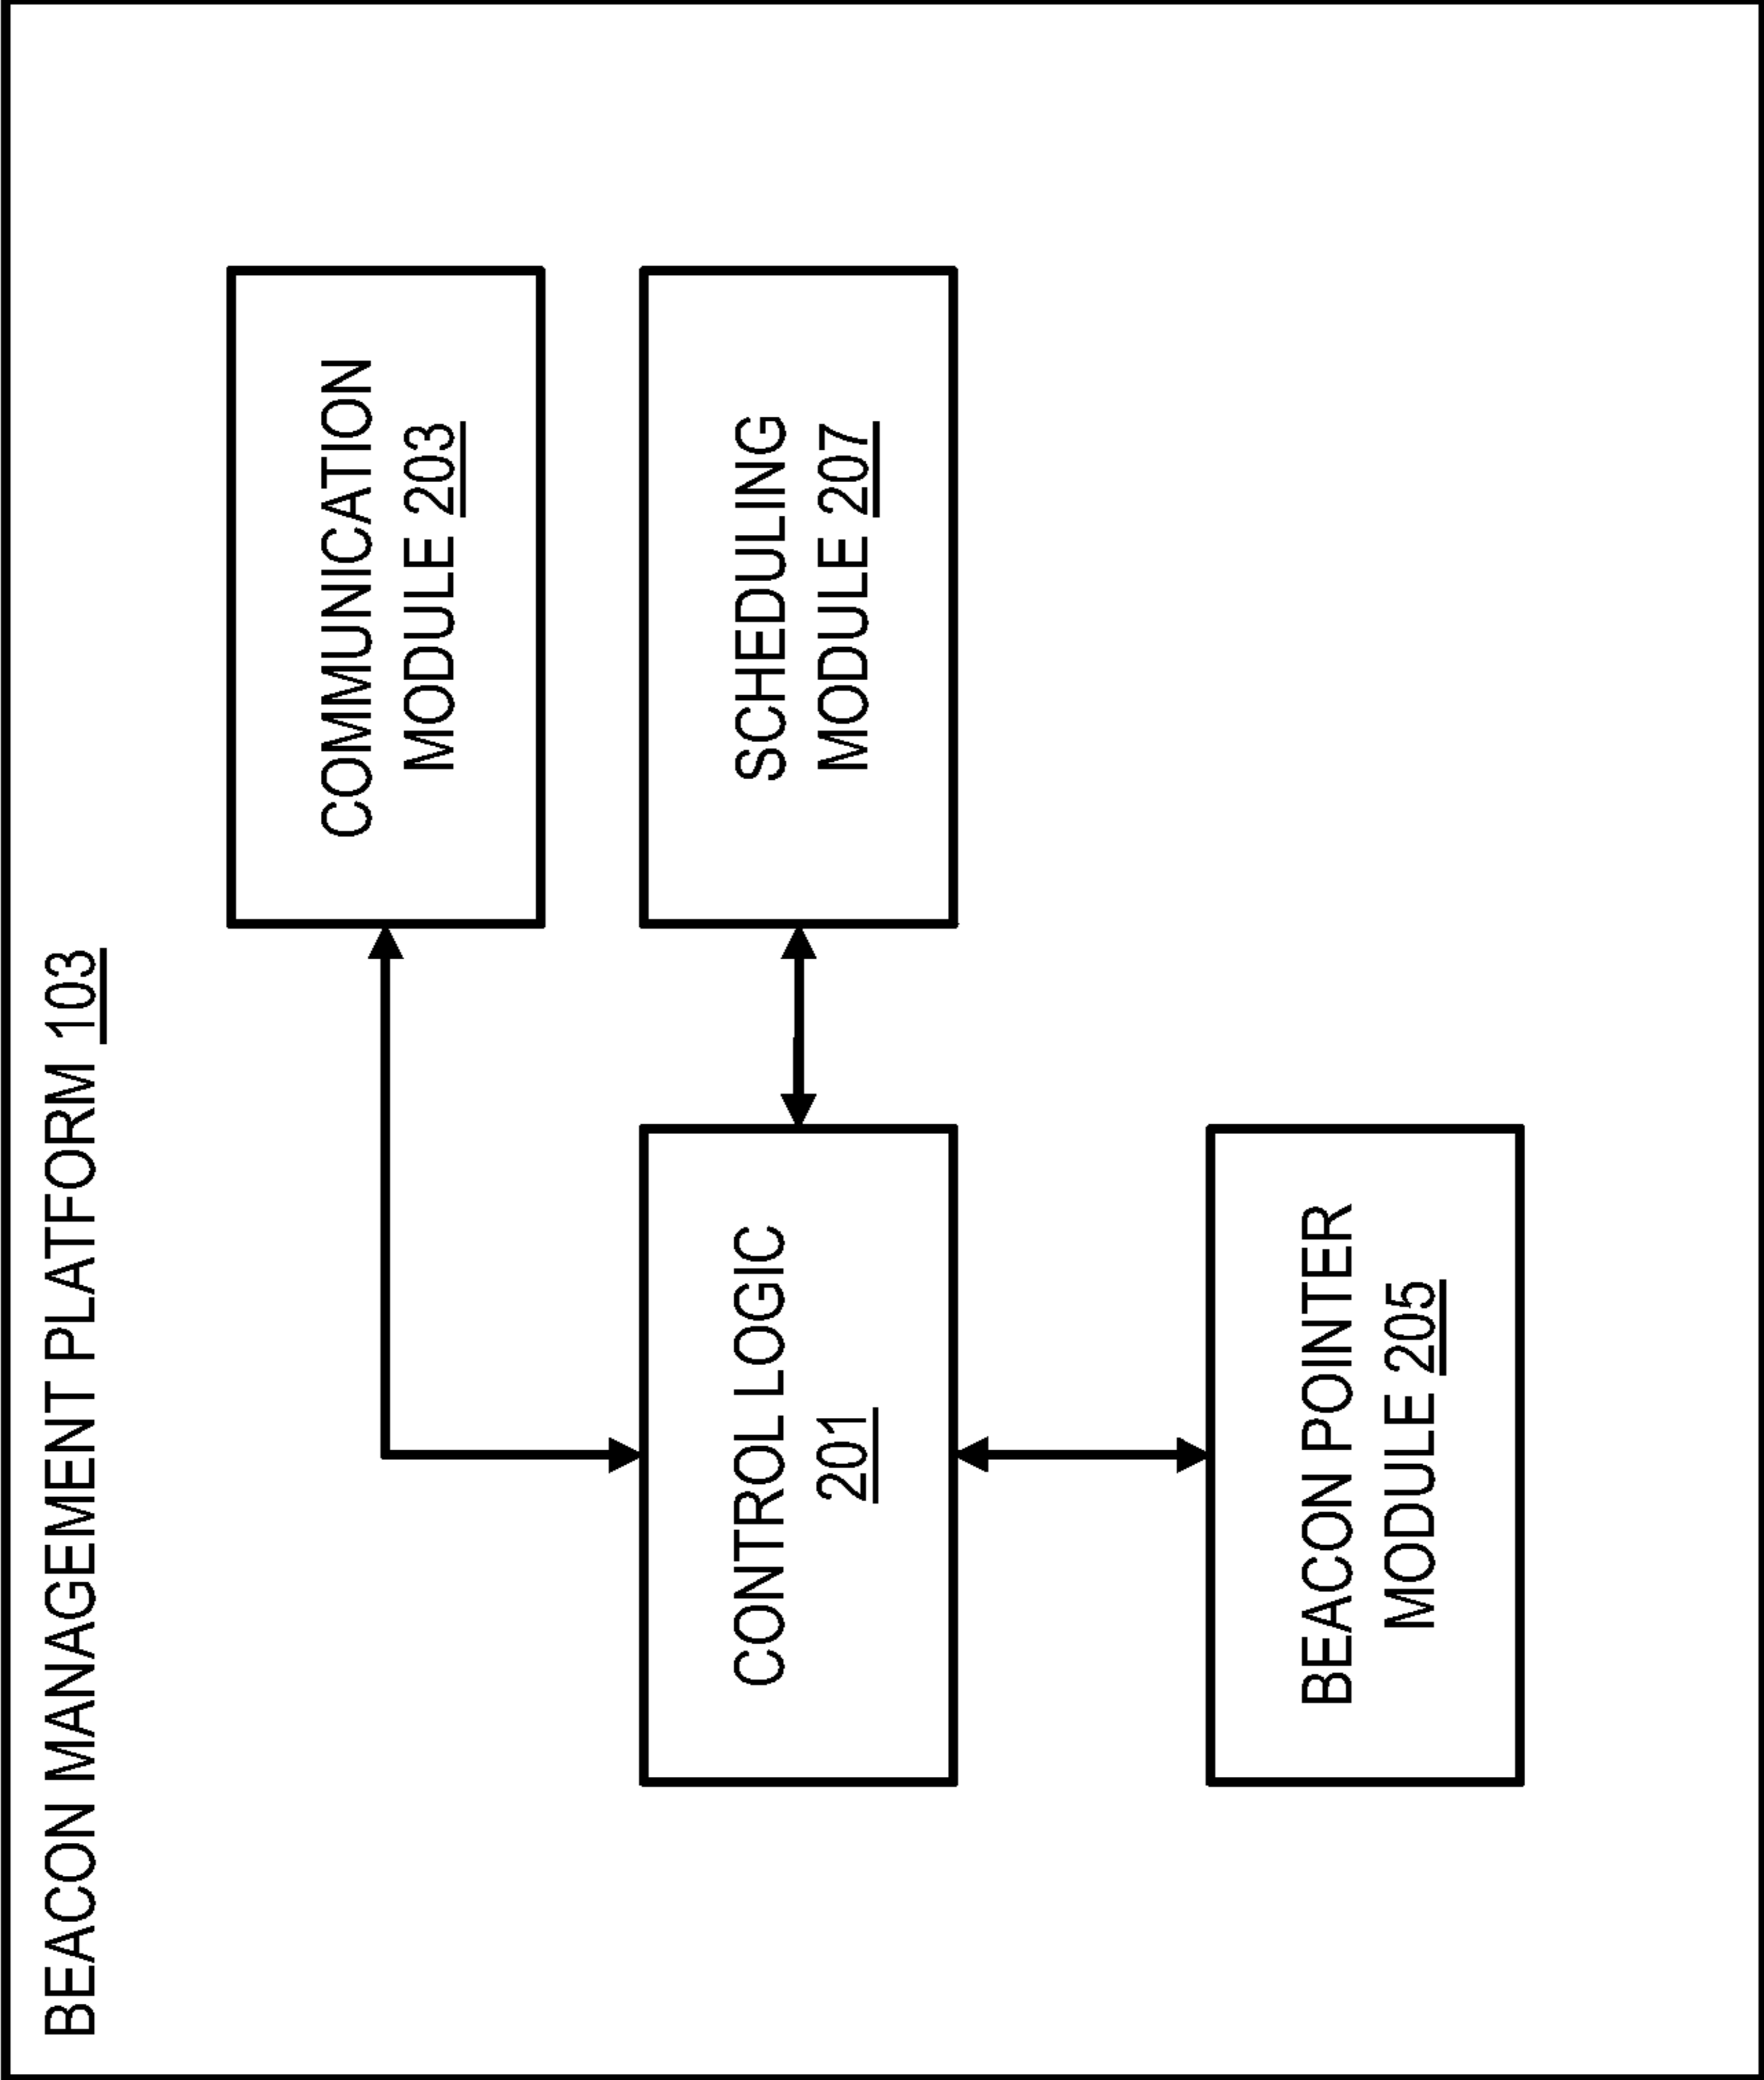 BEACON MANAGEMENT PLATFORM 103
COMMUNICATION
MODULE 203
CONTROL LOGIC
201
SCHEDULING
MODULE 207
BEACON POINTER
MODULE 205